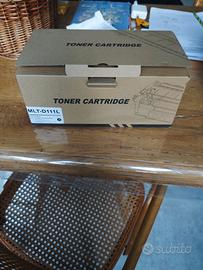 TONER CARTRIDGE
TONER CARTRIDGE
MLT-D111L
subito